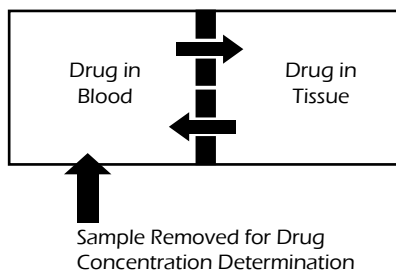 Drug in
Blood
Drug in
Tissue
Sample Removed for Drug
Concentration Determination